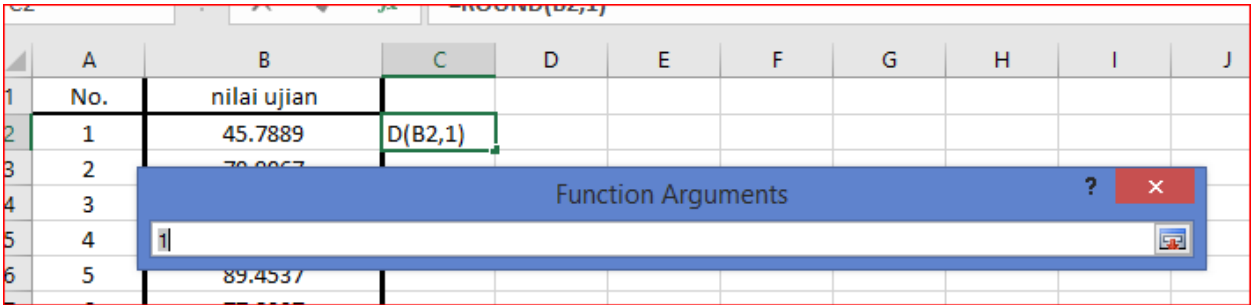 =ROUND(B2,1)
A B C D E F G H I J
1 No. nilai ujian
2 1 45.7889 D(B2,1)
3 2
Function Arguments ? ×
4 3
5 4 1
6 5 89.4537